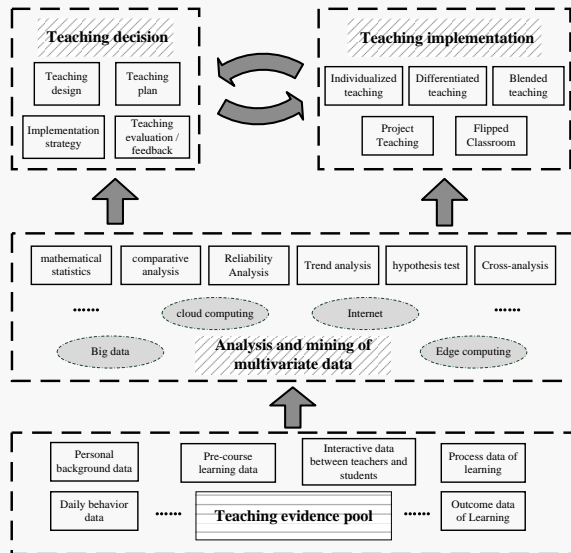 Teaching decision
Teaching
design
Teaching
plan
Implementation
strategy
Teaching
evaluation /
feedback
Teaching implementation
Individualized
teaching
Differentiated
teaching
Blended
teaching
Project
Teaching
Flipped
Classroom
mathematical
statistics
comparative
analysis
Reliability
Analysis
Trend analysis
hypothesis test
Cross-analysis
......
cloud computing
Internet
......
Big data
Analysis and mining of
multivariate data
Edge computing
Personal
background data
Pre-course
learning data
Interactive data
between teachers and
students
Process data of
learning
Daily behavior
data
......
Teaching evidence pool
......
Outcome data
of Learning